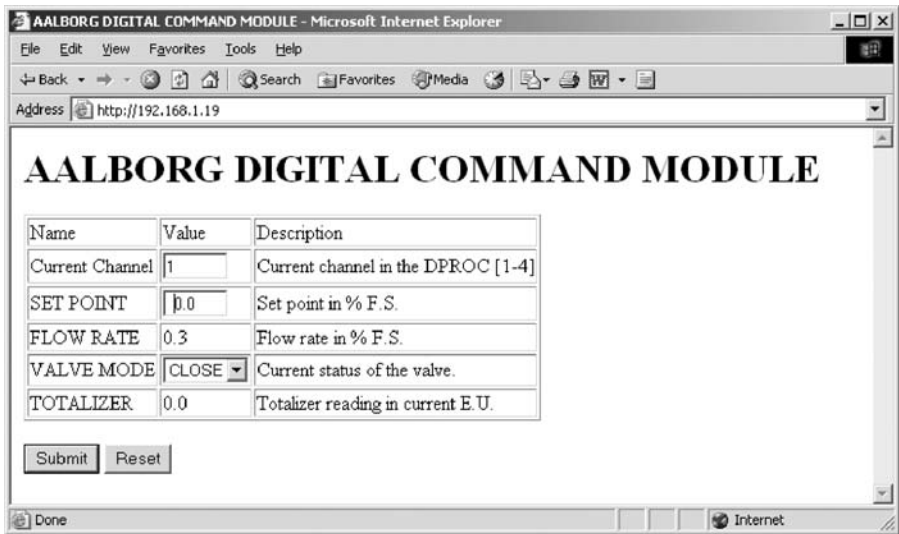 AALBORG DIGITAL COMMAND MODULE - Microsoft Internet Explorer
File Edit View Favorites Tools Help
Back Search Favorites Media W
Address http://192.168.1.19
AALBORG DIGITAL COMMAND MODULE
Name Value Description
Current Channel 1 Current channel in the DPROC [1-4]
SET POINT 0.0 Set point in % F.S.
FLOW RATE 0.3 Flow rate in % F.S.
VALVE MODE CLOSE Current status of the valve.
TOTALIZER 0.0 Totalizer reading in current E.U.
Submit Reset
Done Internet